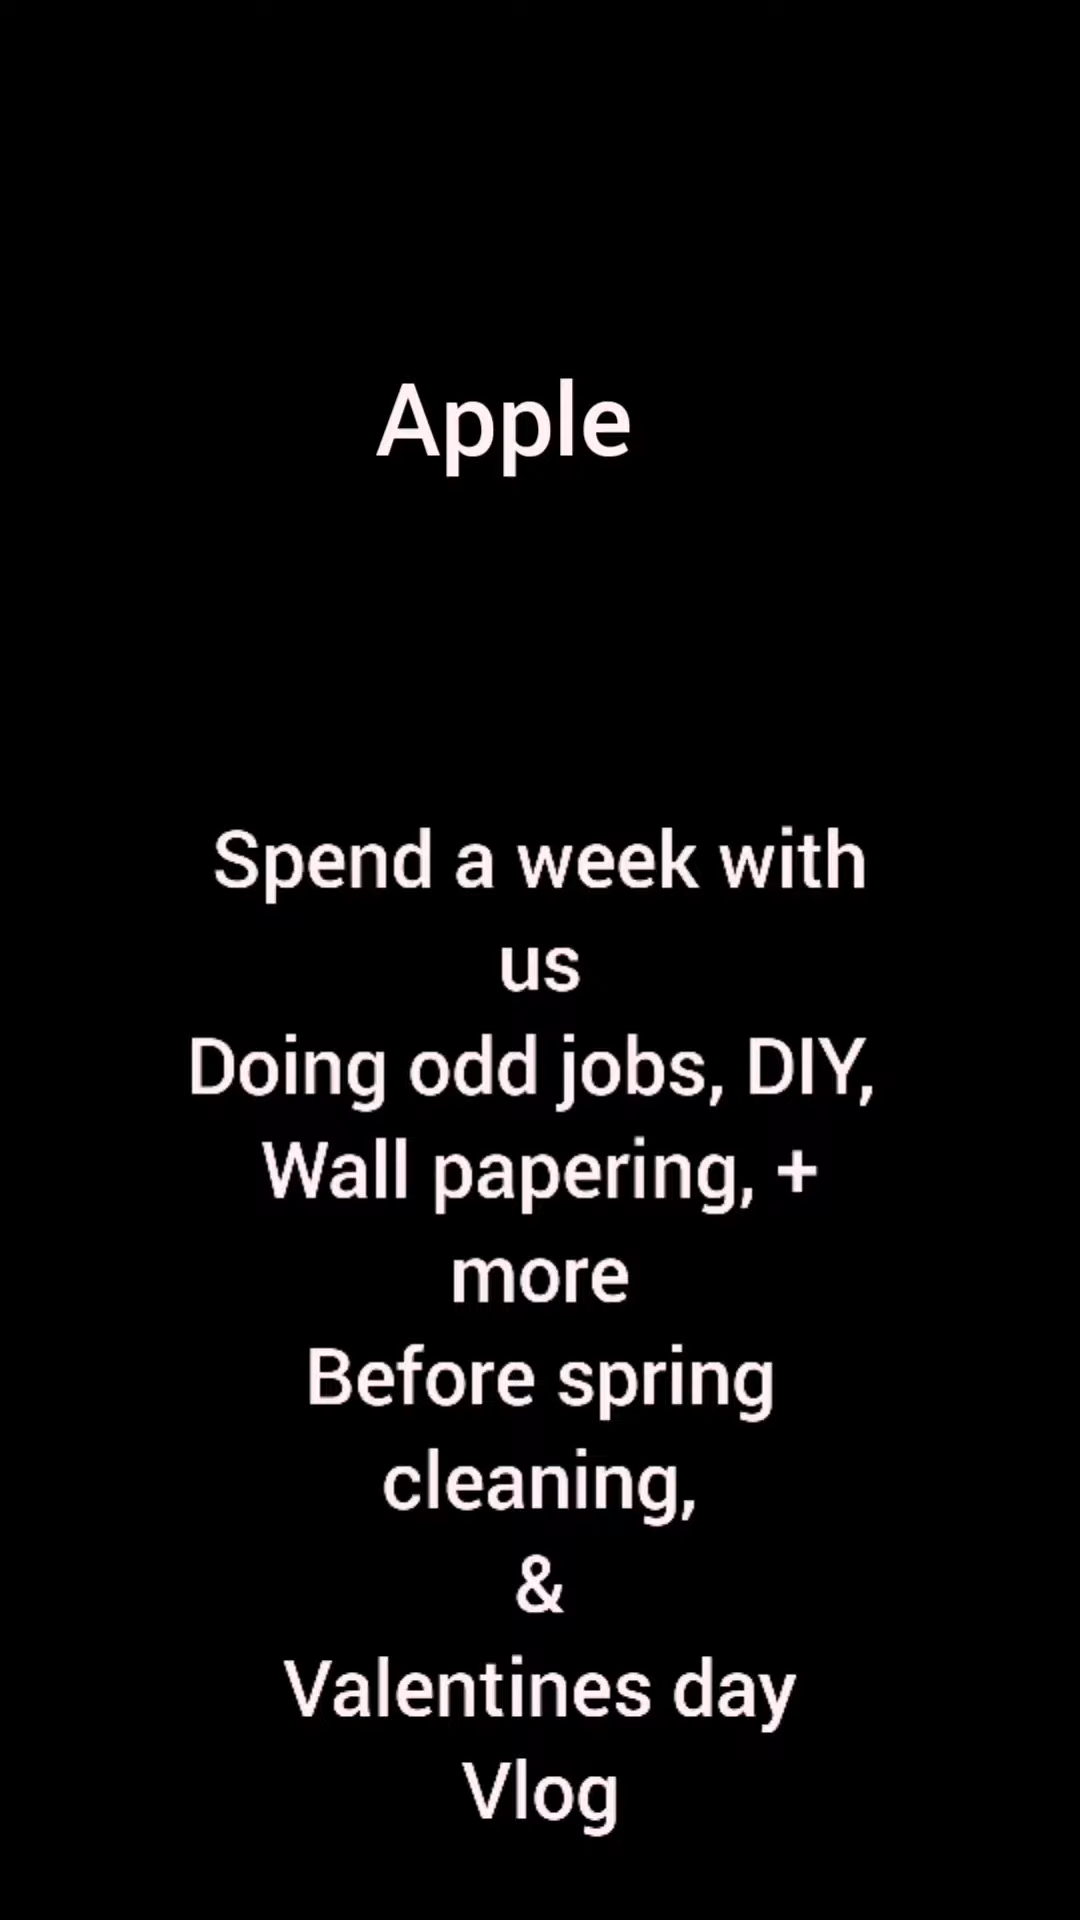 Apple
Spend a week with
us
Doing odd jobs, DIY,
Wall papering, +
more
Before spring
cleaning,
&
Valentines day
Vlog